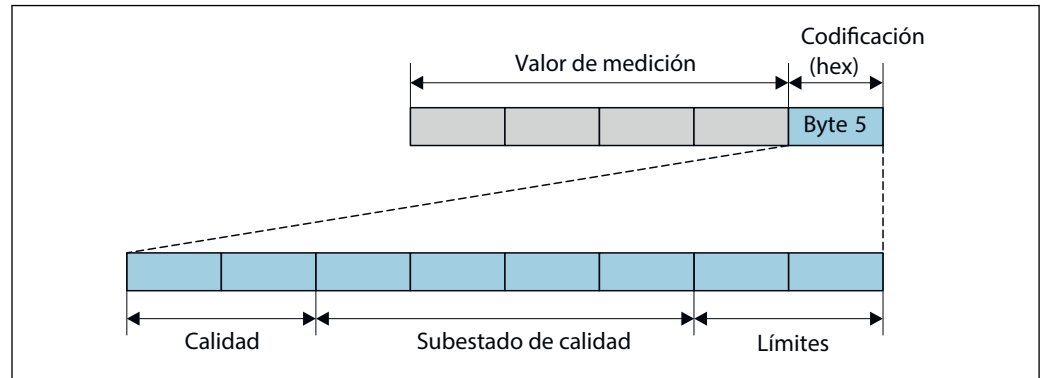 Codificación
Valor de medición
(hex)
Byte 5
Calidad
Subestado de calidad
Límites